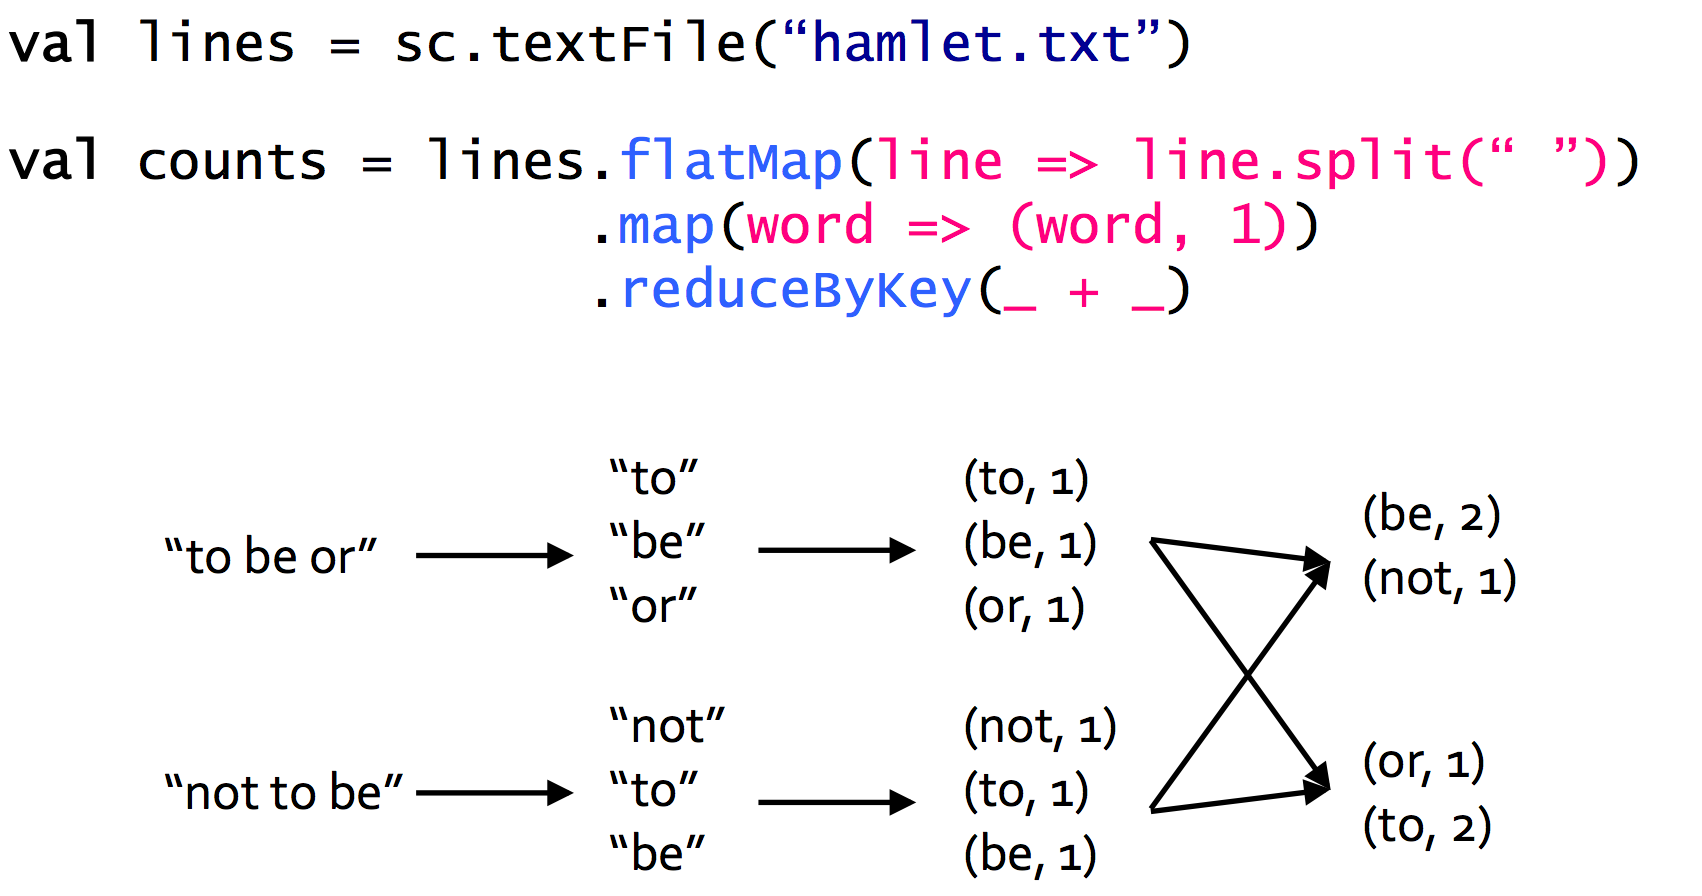 val lines = sc.textFile(“hamlet.txt”)
val counts = lines.flatMap(line => line.split(“ ”))
.map(word => (word, 1))
.reduceByKey(_ + _)
“to be or”
“to”
“be”
“or”
(to, 1)
(be, 1)
(or, 1)
(be, 2)
(not, 1)
“not to be”
“not”
“to”
“be”
(not, 1)
(to, 1)
(be, 1)
(or, 1)
(to, 2)